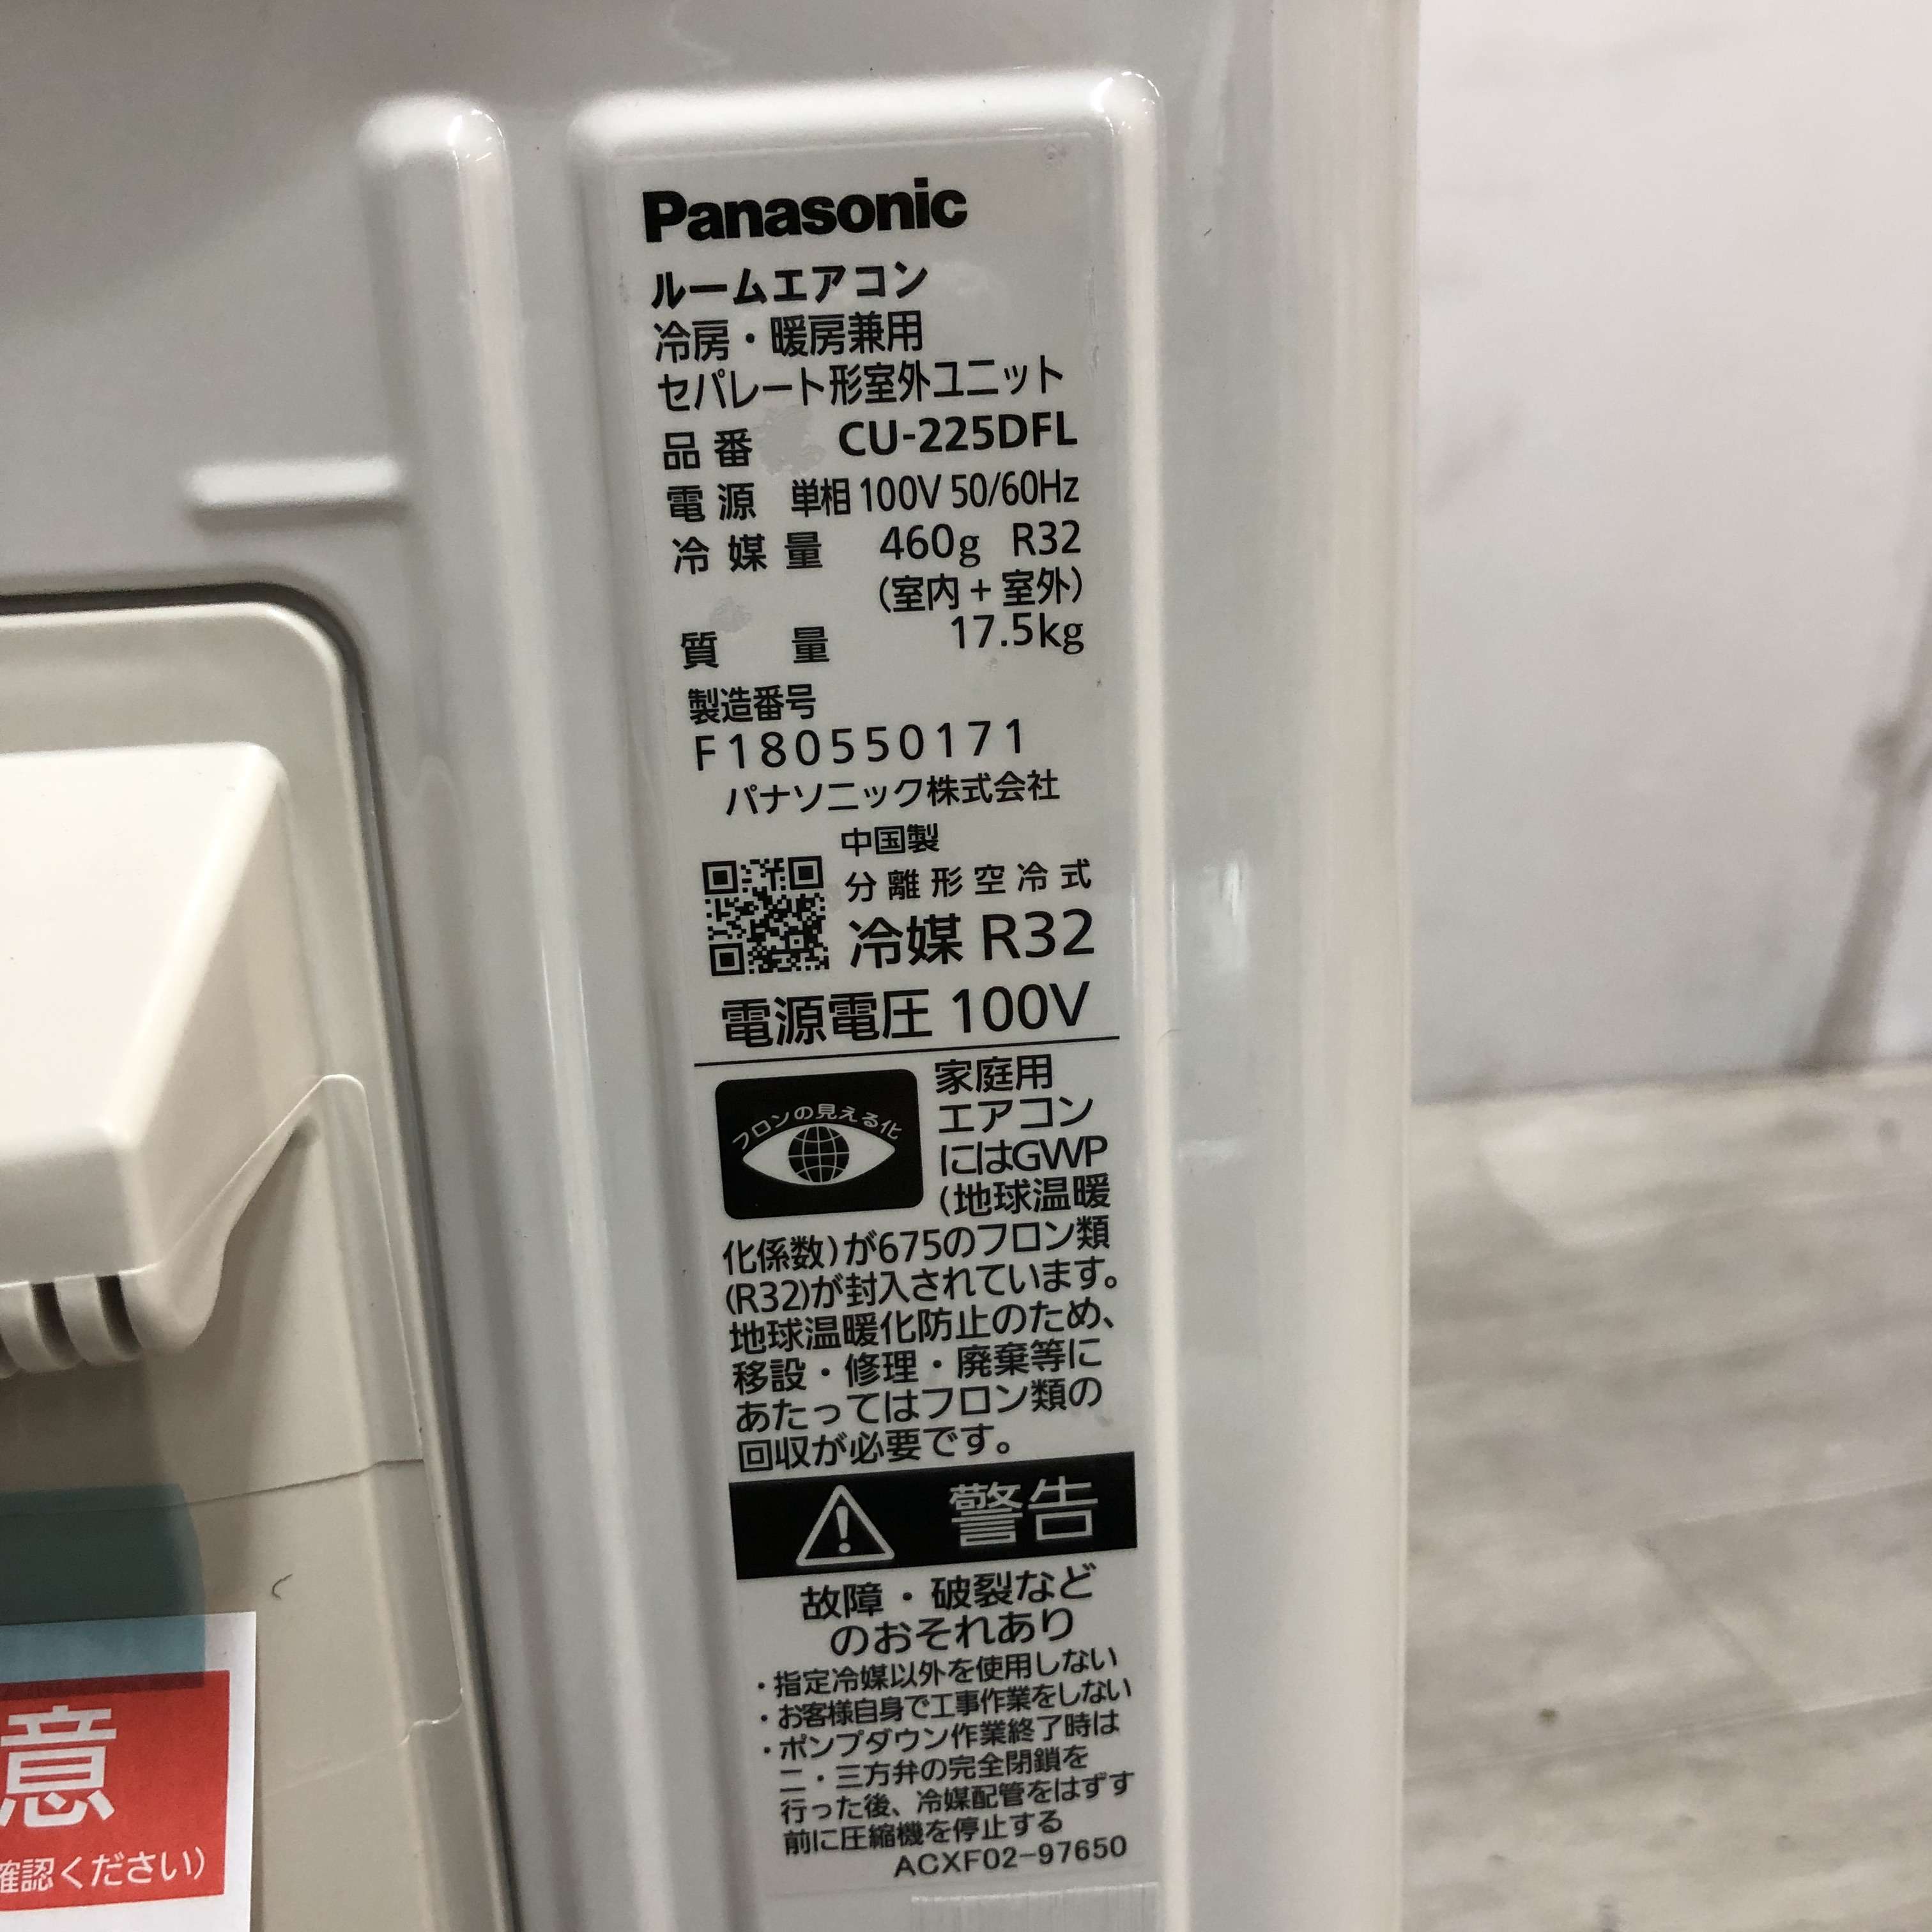 Panasonic
ルームエアコン
冷房・暖房兼用
セパレート形室外ユニット
品番 CU-225DFL
電源 単相100V 50/60Hz
冷媒量 460g R32
(室内+室外)
質量 17.5kg
製造番号
F180550171
パナソニック株式会社
中国製
分離形空冷式
冷媒 R32
電源電圧 100V
フロンの見える化
家庭用
エアコン
にはGWP
(地球温暖
化係数)が675のフロン類
(R32)が封入されています。
地球温暖化防止のため、
移設・修理・廃棄等に
あたってはフロン類の
回収が必要です。
警告
故障・破裂など
のおそれあり
・指定冷媒以外を使用しない
・お客様自身で工事作業をしない
・ポンプダウン作業終了時は
二・三方弁の完全閉鎖を
行った後、冷媒配管をはずす
前に圧縮機を停止する
ACXF02-97650
意
確認ください)